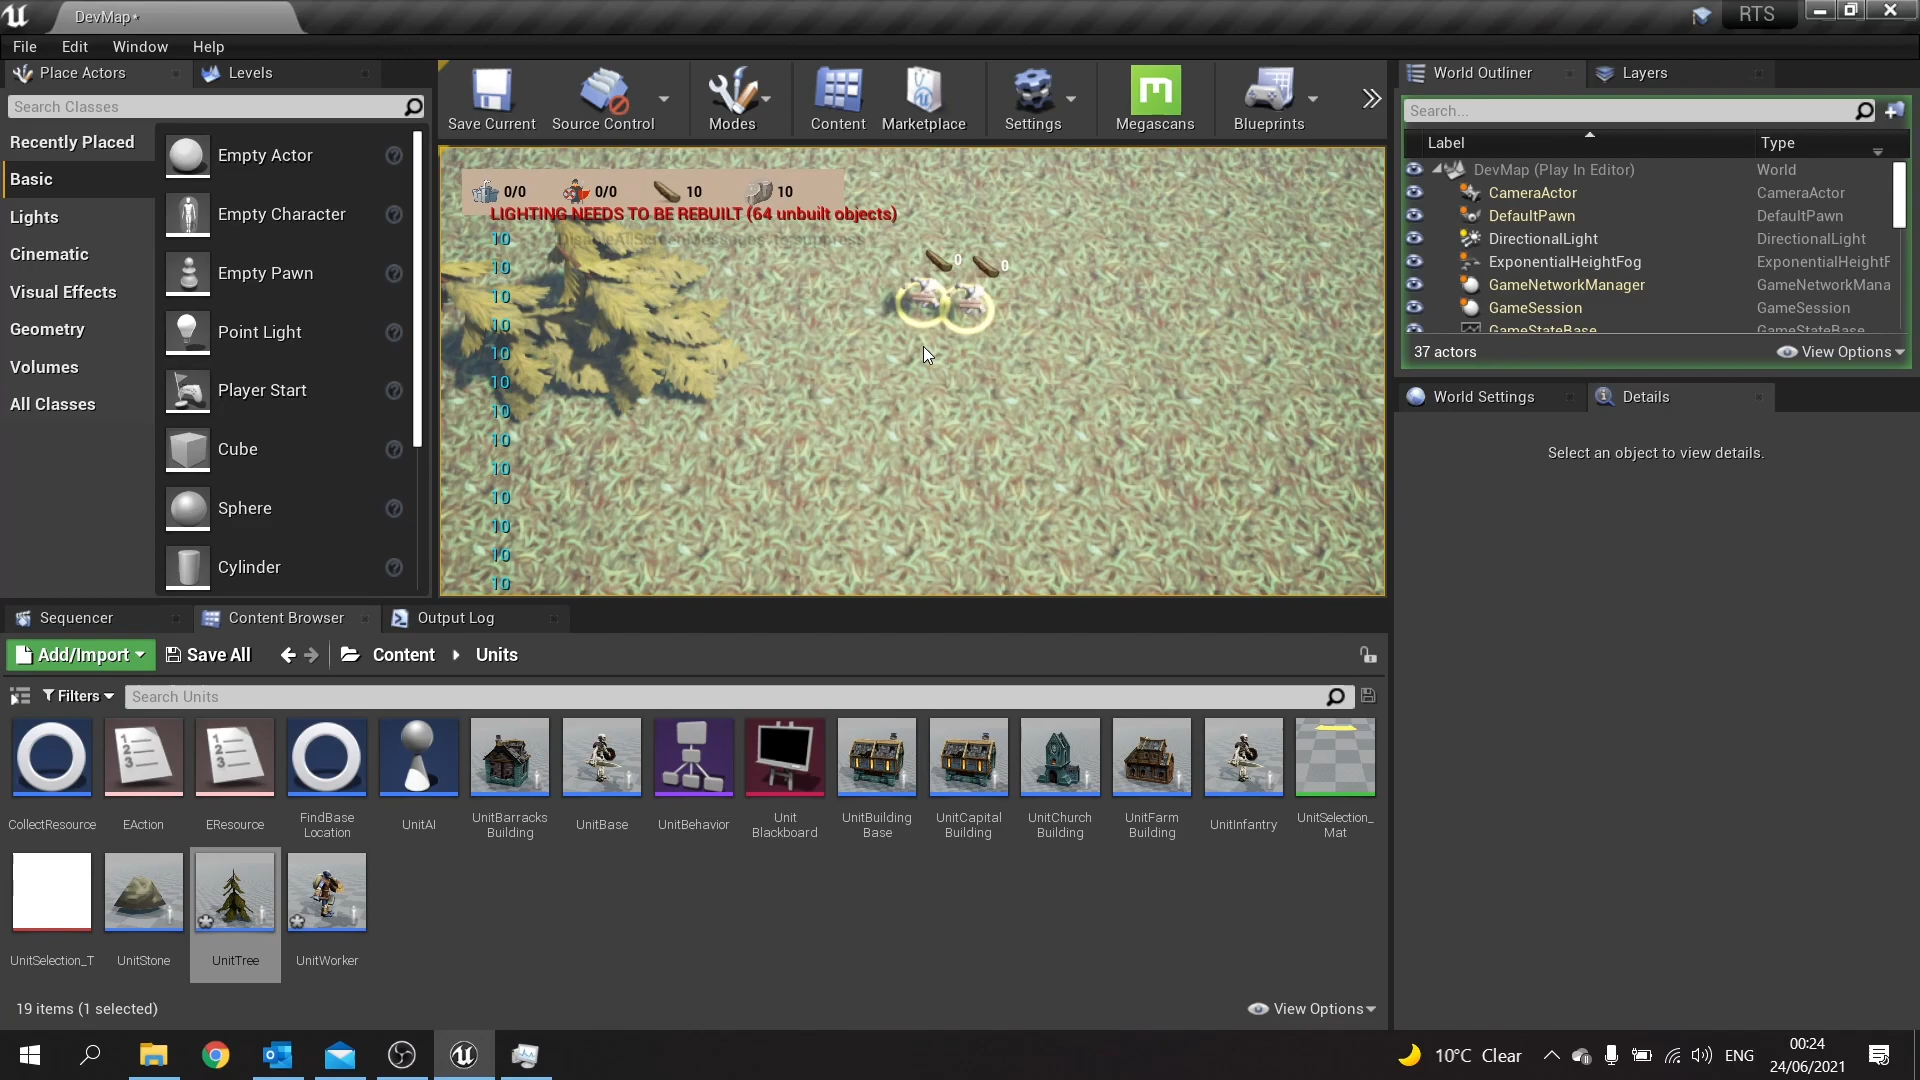 DevMap*
RTS
File Edit Window Help
Place Actors
Levels
Search Classes
Recently Placed
Basic
Lights
Cinematic
Visual Effects
Geometry
Volumes
All Classes
Empty Actor
Empty Character
Empty Pawn
Point Light
Player Start
Cube
Sphere
Cylinder
Save Current
Source Control
Modes
Content
Marketplace
Settings
Megascans
Blueprints
0/0 0/0 10 10
LIGHTING NEEDS TO BE REBUILT (64 unbuilt objects)
10
10
10
10
10
10
10
10
10
10
10
10
10
0 0
World Outliner
Layers
Search...
Label Type
DevMap (Play In Editor) World
CameraActor CameraActor
DefaultPawn DefaultPawn
DirectionalLight DirectionalLight
ExponentialHeightFog ExponentialHeightF
GameNetworkManager GameNetworkMana
GameSession GameSession
GameStateBase GameStateBase
37 actors
View Options
World Settings
Details
Select an object to view details.
Sequencer
Content Browser
Output Log
Add/Import
Save All
Content
Units
Filters
Search Units
CollectResource
EAction
EResource
FindBase
Location
UnitAI
UnitBarracks
Building
UnitBase
UnitBehavior
Unit
Blackboard
UnitBuilding
Base
UnitCapital
Building
UnitChurch
Building
UnitFarm
Building
UnitInfantry
UnitSelection_
Mat
UnitSelection_T
UnitStone
UnitTree
UnitWorker
19 items (1 selected)
View Options
10°C Clear
ENG
00:24
24/06/2021